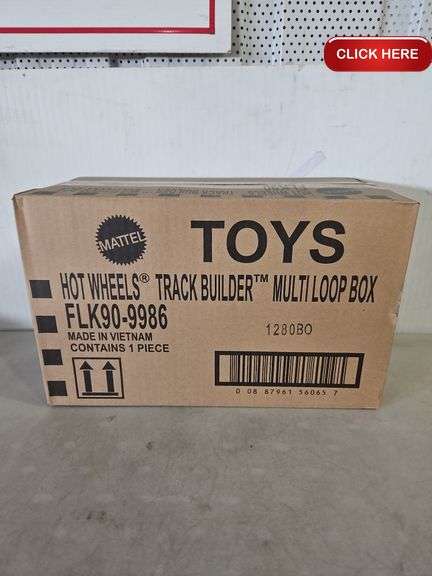 CLICK HERE
MATTEL
TOYS
HOT WHEELS® TRACK BUILDER™ MULTI LOOP BOX
FLK90-9986
1280BO
MADE IN VIETNAM
CONTAINS 1 PIECE
0 08 87961 56065 7